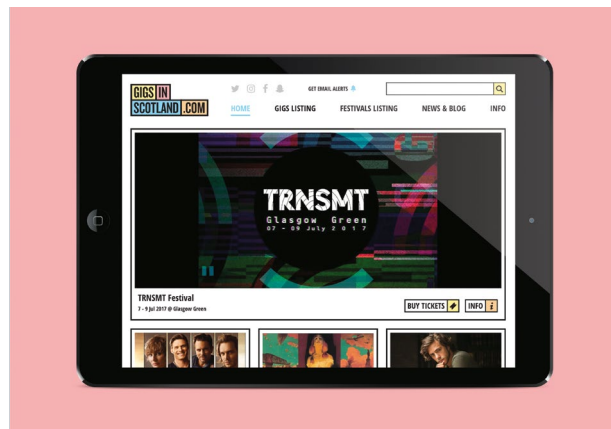 GIGS IN
SCOTLAND .COM
GET EMAIL ALERTS
HOME
GIGS LISTING
FESTIVALS LISTING
NEWS & BLOG
INFO
TRNSMT
Glasgow Green
07 - 09 July 2017
TRNSMT Festival
7 - 9 Jul 2017 @ Glasgow Green
BUY TICKETS
INFO i